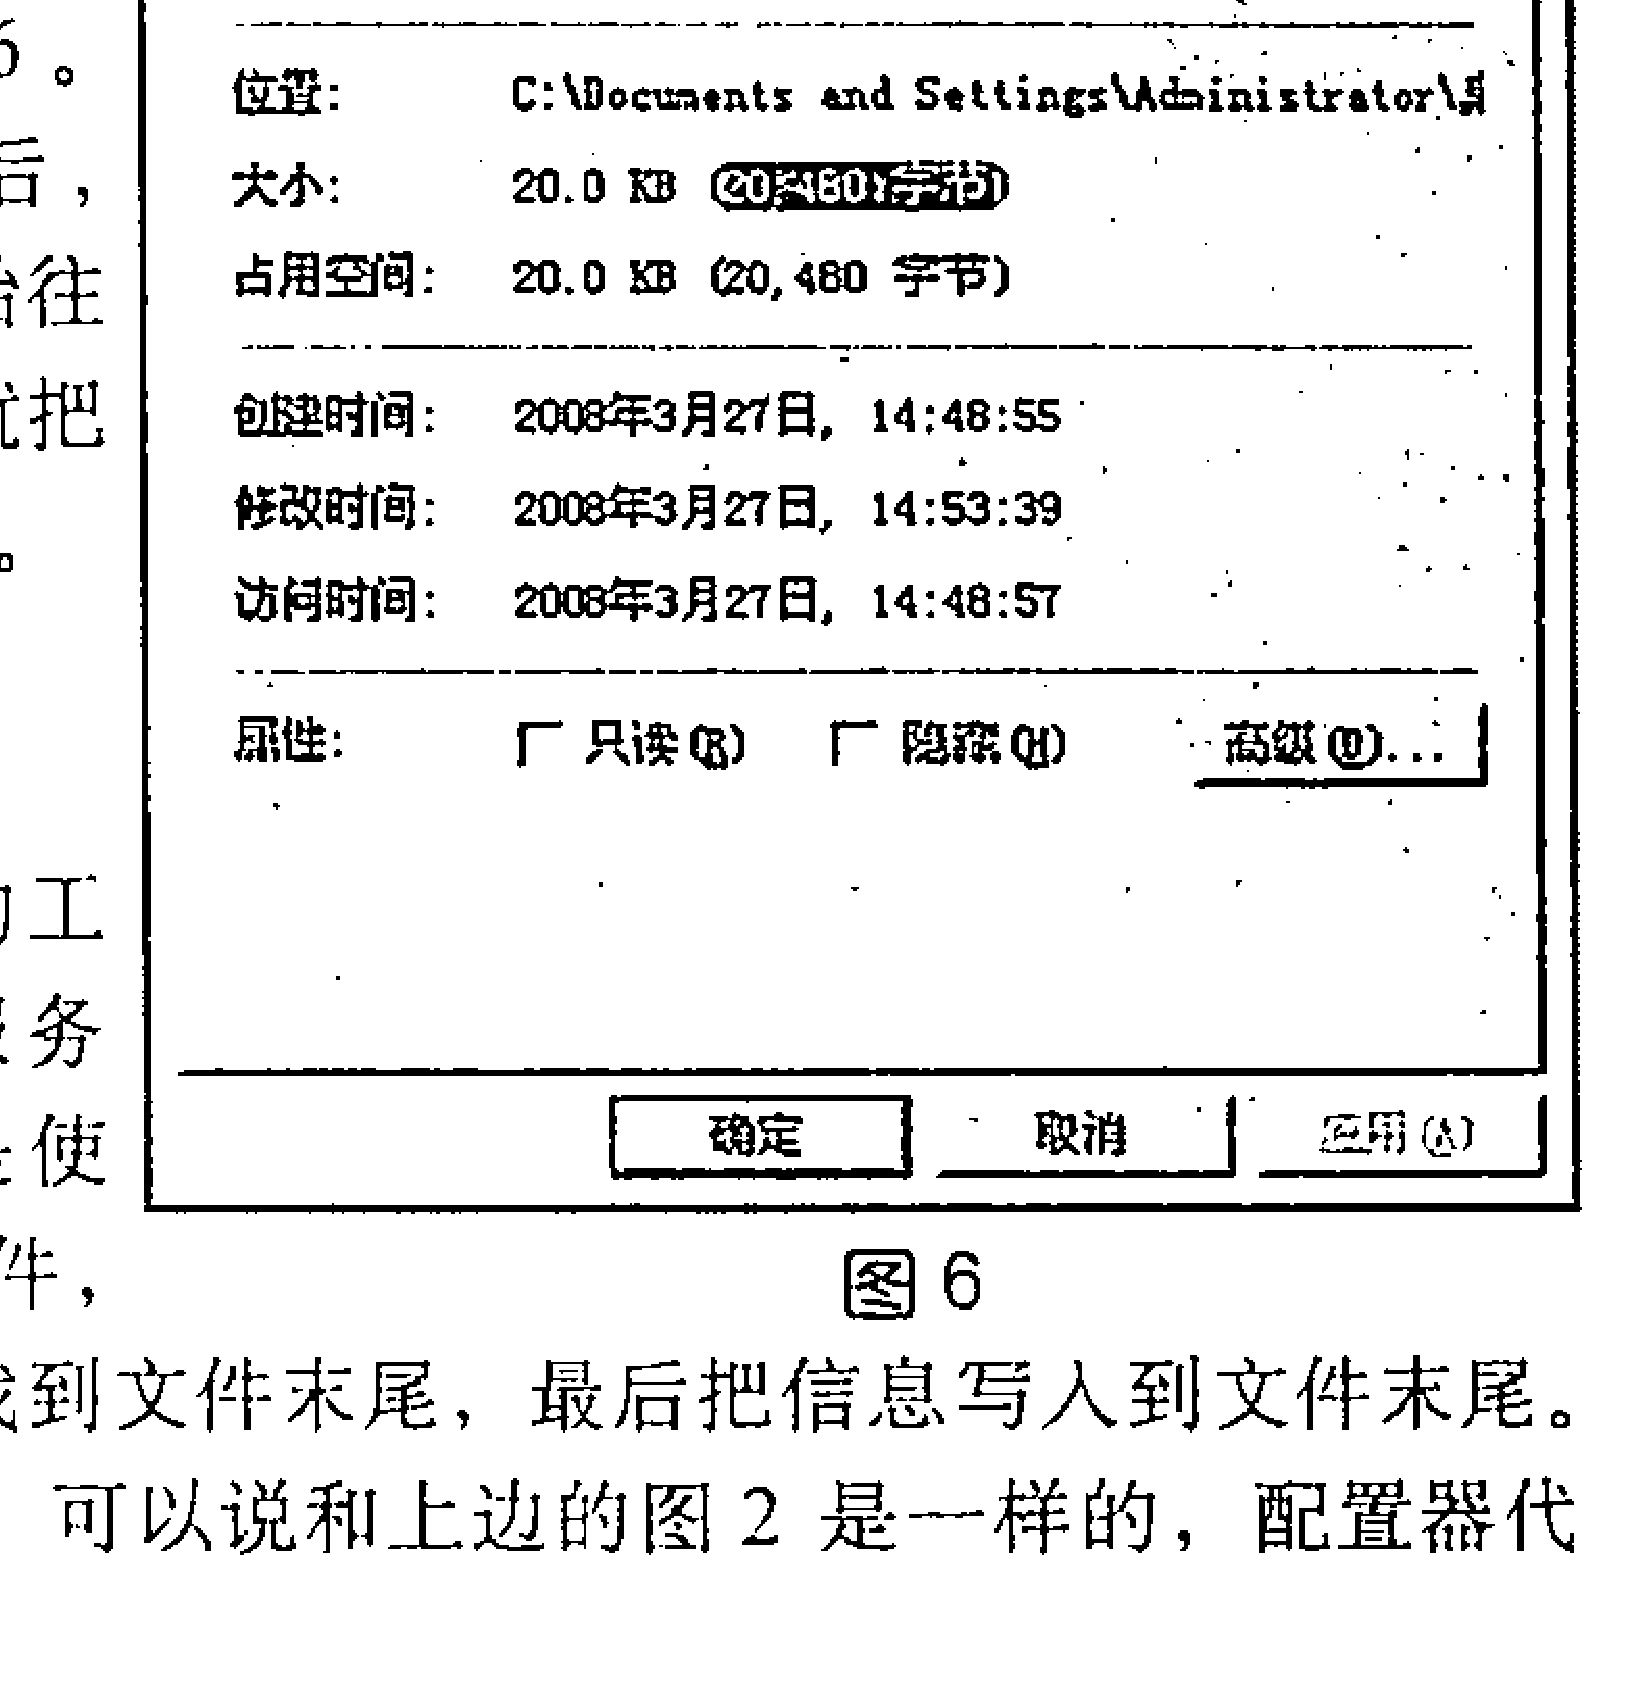 6。
位置: C:\Documents and Settings\Administrator\
后,
大小: 20.0 KB (20,480 字节)
占用空间: 20.0 KB (20,480 字节)
始往
创建时间: 2008年3月27日, 14:48:55
把
修改时间: 2008年3月27日, 14:53:39
。
访问时间: 2008年3月27日, 14:48:57
属性: 只读(R) 隐藏(H) 高级(D)...
工
务
确定 取消 应用(A)
使
件,
图 6
到文件末尾, 最后把信息写入到文件末尾。
可以说和上边的图 2 是一样的, 配置器代